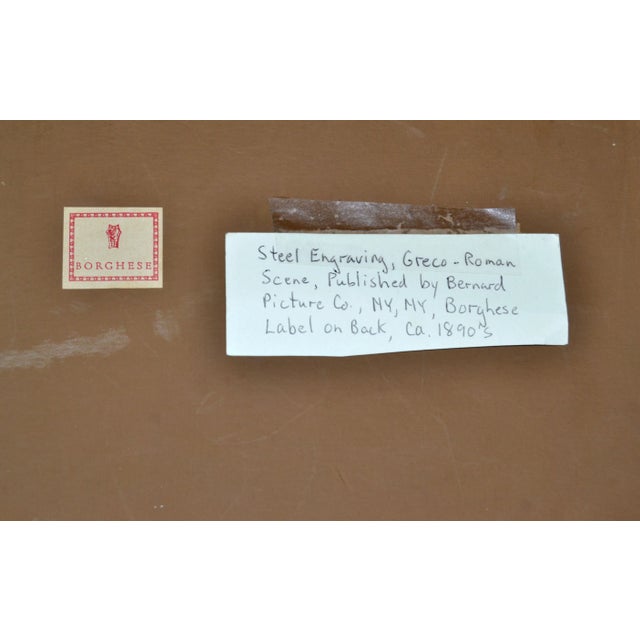 BORGHESE
Steel Engraving, Greco-Roman
Scene, Published by Bernard
Picture Co., NY, NY, Borghese
Label on Back, Ca. 1890's